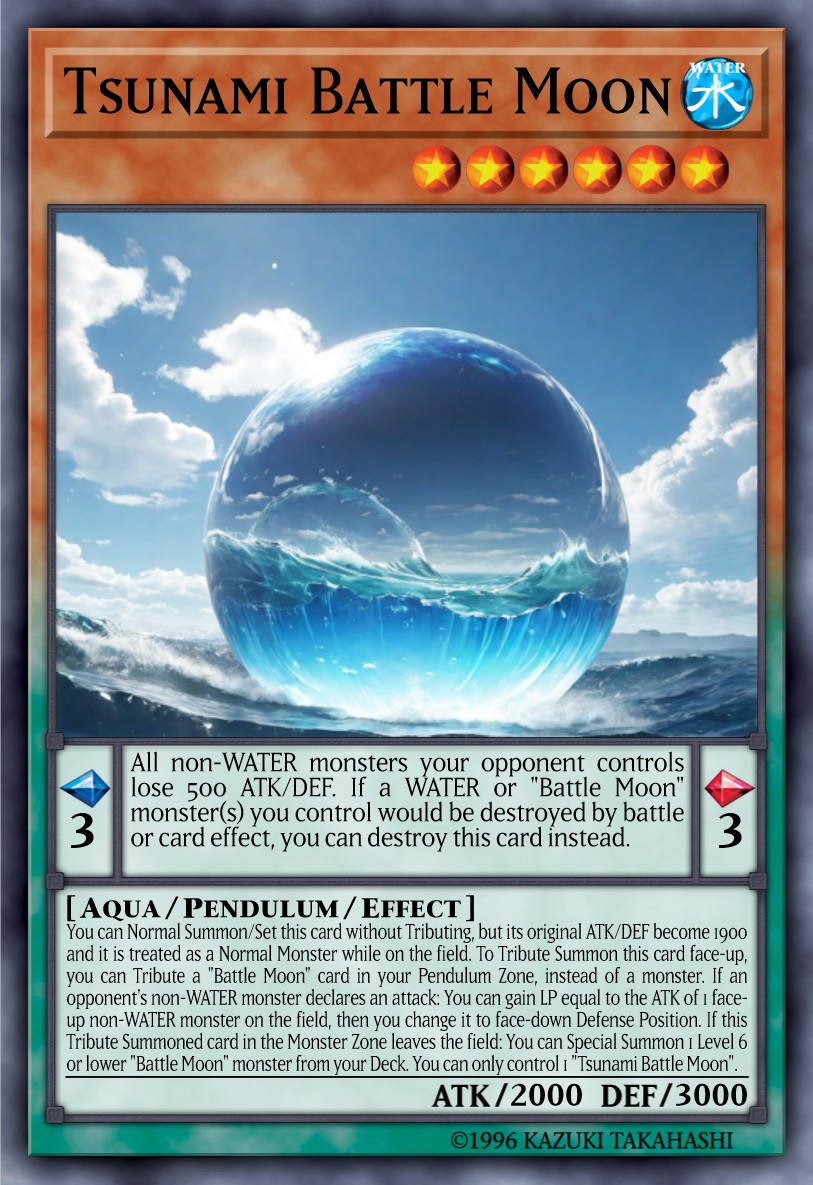 Tsunami Battle Moon
WATER
水
All non-WATER monsters your opponent controls
lose 500 ATK/DEF. If a WATER or "Battle Moon"
monster(s) you control would be destroyed by battle
or card effect, you can destroy this card instead.
3
3
[ Aqua / Pendulum / Effect ]
You can Normal Summon/Set this card without Tributing, but its original ATK/DEF become 1900
and it is treated as a Normal Monster while on the field. To Tribute Summon this card face-up,
you can Tribute a "Battle Moon" card in your Pendulum Zone, instead of a monster. If an
opponent's non-WATER monster declares an attack: You can gain LP equal to the ATK of 1 face-
up non-WATER monster on the field, then you change it to face-down Defense Position. If this
Tribute Summoned card in the Monster Zone leaves the field: You can Special Summon 1 Level 6
or lower "Battle Moon" monster from your Deck. You can only control 1 "Tsunami Battle Moon".
ATK/2000 DEF/3000
©1996 KAZUKI TAKAHASHI